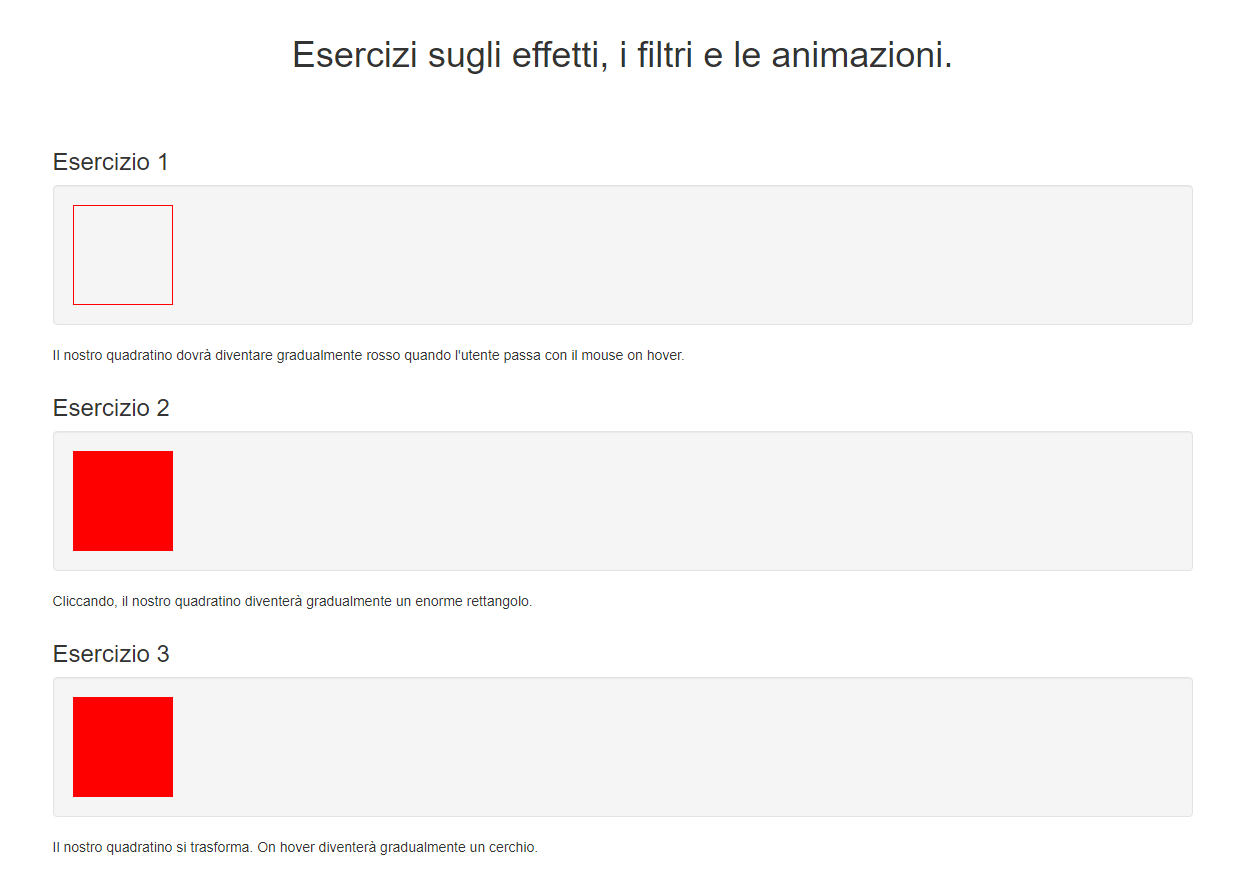 Esercizi sugli effetti, i filtri e le animazioni.
Esercizio 1
Il nostro quadratino dovrà diventare gradualmente rosso quando l'utente passa con il mouse on hover.
Esercizio 2
Cliccando, il nostro quadratino diventerà gradualmente un enorme rettangolo.
Esercizio 3
Il nostro quadratino si trasforma. On hover diventerà gradualmente un cerchio.